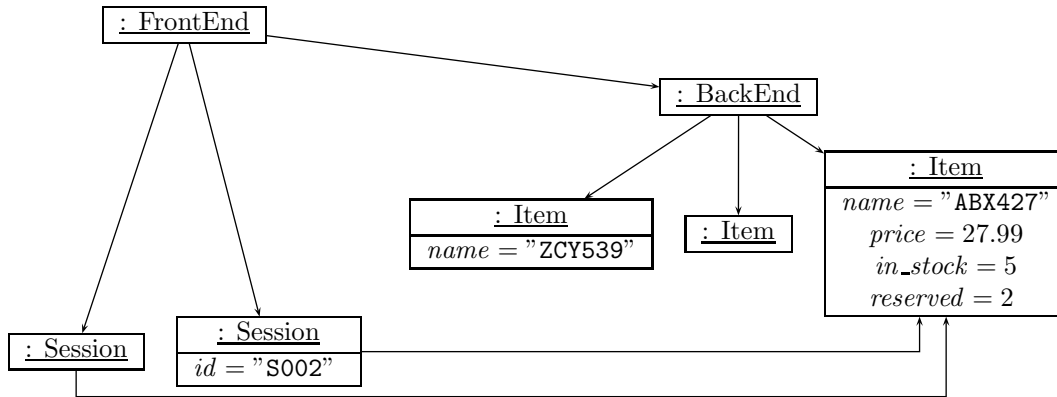 : FrontEnd
: BackEnd
: Item
name = "ZCY539"
: Item
: Item
name = "ABX427"
price = 27.99
in_stock = 5
reserved = 2
: Session
: Session
id = "S002"